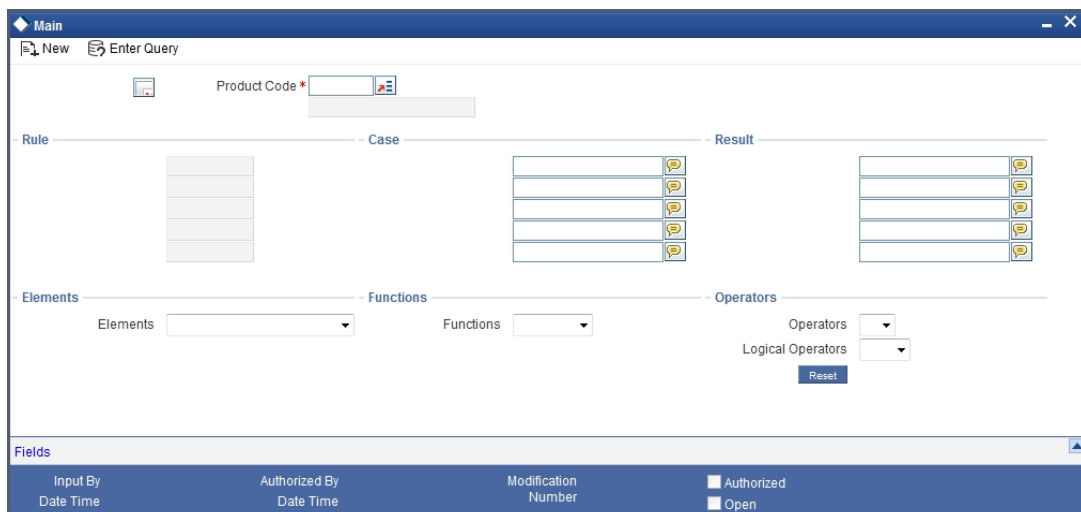 Main
New Enter Query
Product Code *
Rule Case Result
Elements Functions Operators
Elements Functions Operators
Logical Operators
Reset
Fields
Input By Authorized By Modification Number Authorized
Date Time Date Time Open